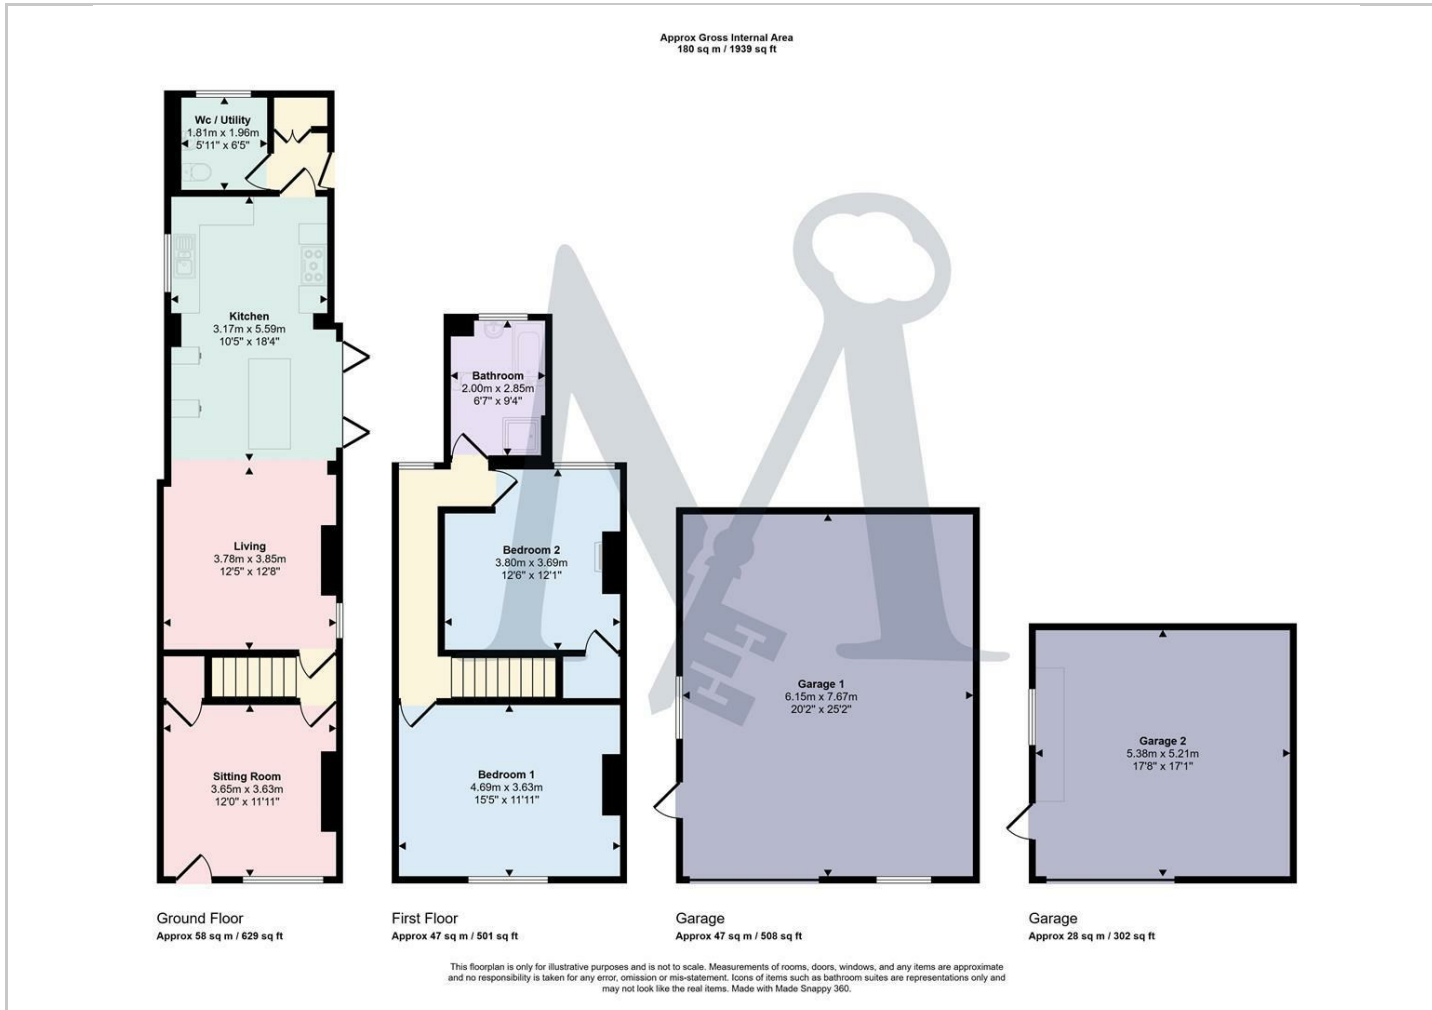 Approx Gross Internal Area
180 sq m / 1939 sq ft
Wc / Utility
1.81m x 1.96m
5'11" x 6'5"
Kitchen
3.17m x 5.59m
10'5" x 18'4"
Living
3.78m x 3.85m
12'5" x 12'8"
Sitting Room
3.65m x 3.63m
12'0" x 11'11"
Ground Floor
Approx 58 sq m / 629 sq ft
Bathroom
2.00m x 2.85m
6'7" x 9'4"
Bedroom 2
3.80m x 3.69m
12'6" x 12'1"
Bedroom 1
4.69m x 3.63m
15'5" x 11'11"
First Floor
Approx 47 sq m / 501 sq ft
Garage 1
6.15m x 7.67m
20'2" x 25'2"
Garage
Approx 47 sq m / 508 sq ft
Garage 2
5.38m x 5.21m
17'8" x 17'1"
Garage
Approx 28 sq m / 302 sq ft
This floorplan is only for illustrative purposes and is not to scale. Measurements of rooms, doors, windows, and any items are approximate
and no responsibility is taken for any error, omission or mis-statement. Icons of items such as bathroom suites are representations only and
may not look like the real items. Made with Made Snappy 360.